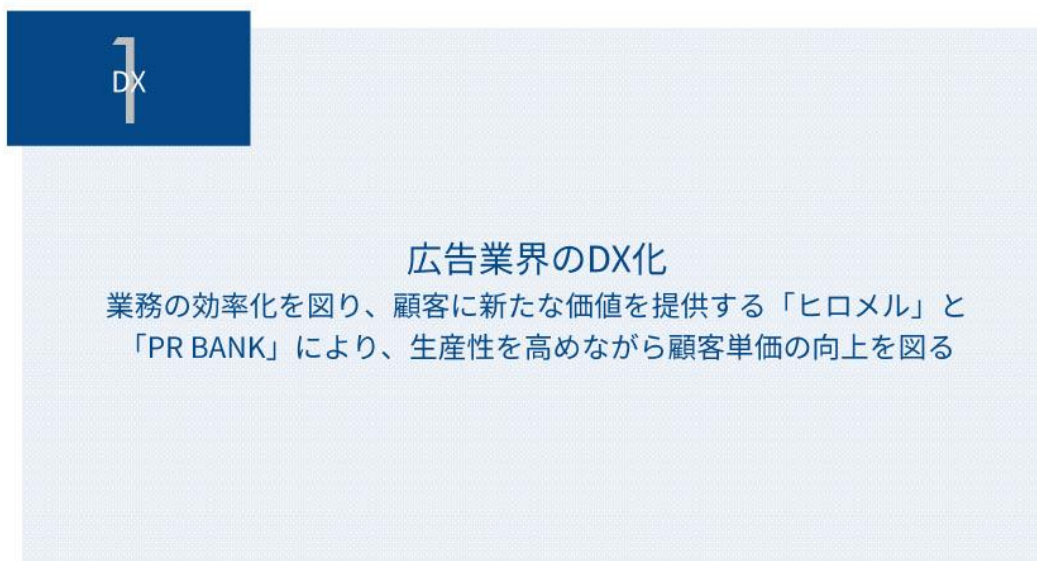 1
DX
広告業界のDX化
業務の効率化を図り、顧客に新たな価値を提供する「ヒロメル」と
「PR BANK」により、生産性を高めながら顧客単価の向上を図る